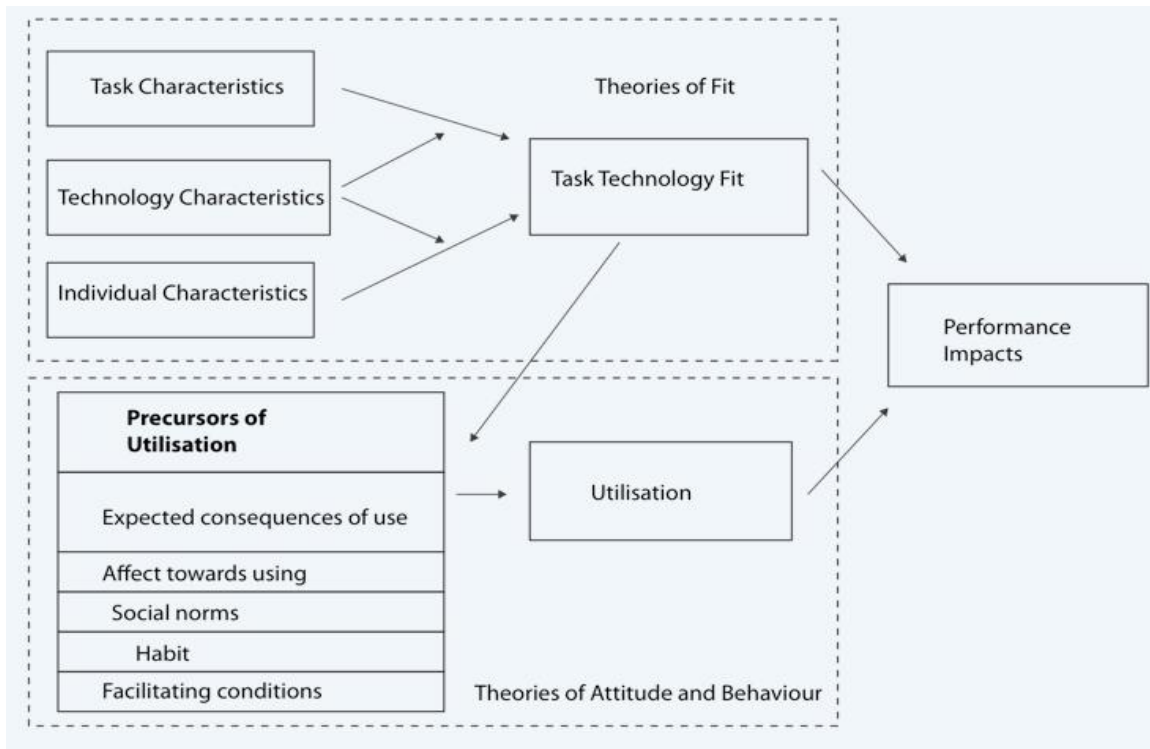 Task Characteristics
Theories of Fit
Technology Characteristics
Task Technology Fit
Individual Characteristics
Performance
Impacts
Precursors of
Utilisation
Expected consequences of use
Utilisation
Affect towards using
Social norms
Habit
Facilitating conditions
Theories of Attitude and Behaviour